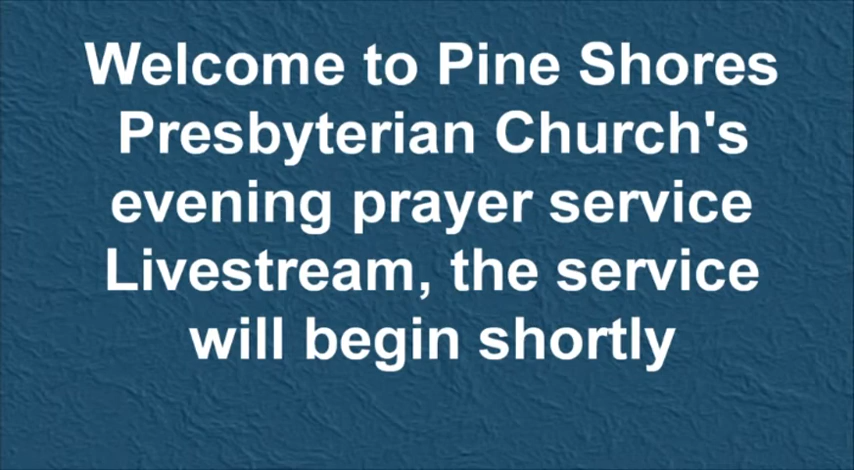 Welcome to Pine Shores
Presbyterian Church's
evening prayer service
Livestream, the service
will begin shortly